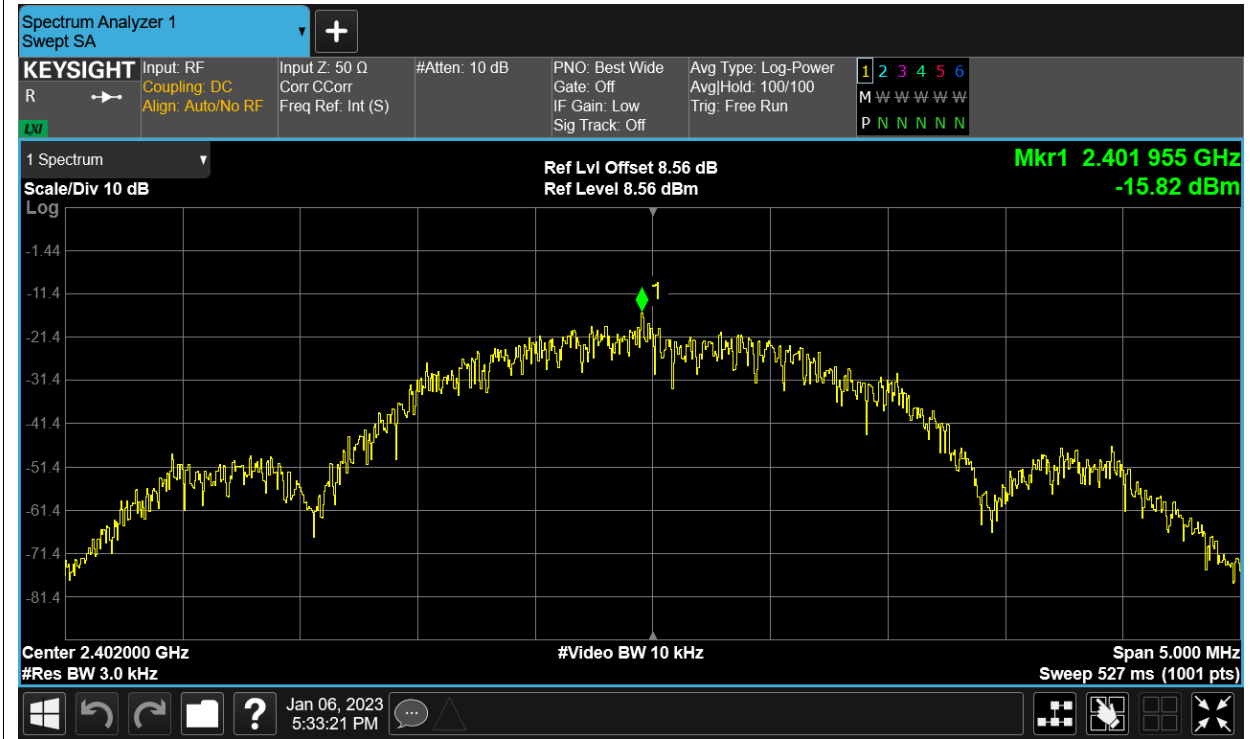 Spectrum Analyzer 1
Swept SA
KEYSIGHT
R
LXI
Input: RF
Coupling: DC
Align: Auto/No RF
Input Z: 50 Ω
Corr CCorr
Freq Ref: Int (S)
#Atten: 10 dB
PNO: Best Wide
Gate: Off
IF Gain: Low
Sig Track: Off
Avg Type: Log-Power
Avg|Hold: 100/100
Trig: Free Run
1 2 3 4 5 6
M W W W W W
P N N N N N
1 Spectrum
Scale/Div 10 dB
Log
Ref Lvl Offset 8.56 dB
Ref Level 8.56 dBm
Mkr1 2.401 955 GHz
-15.82 dBm
1
-1.44
-11.4
-21.4
-31.4
-41.4
-51.4
-61.4
-71.4
-81.4
Center 2.402000 GHz
#Video BW 10 kHz
Span 5.000 MHz
#Res BW 3.0 kHz
Sweep 527 ms (1001 pts)
?
Jan 06, 2023
5:33:21 PM